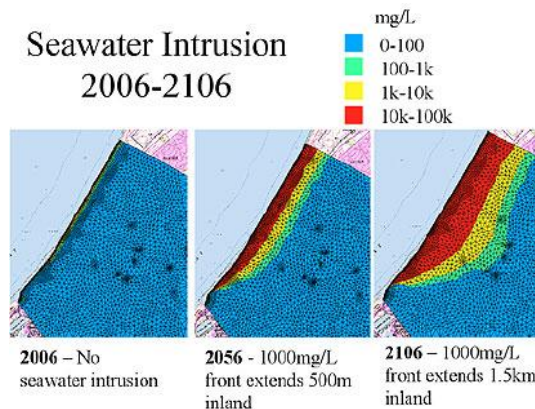 Seawater Intrusion
2006-2106
mg/L
0-100
100-1k
1k-10k
10k-100k
2006 – No
seawater intrusion
2056 - 1000mg/L
front extends 500m
inland
2106 – 1000mg/L
front extends 1.5km
inland